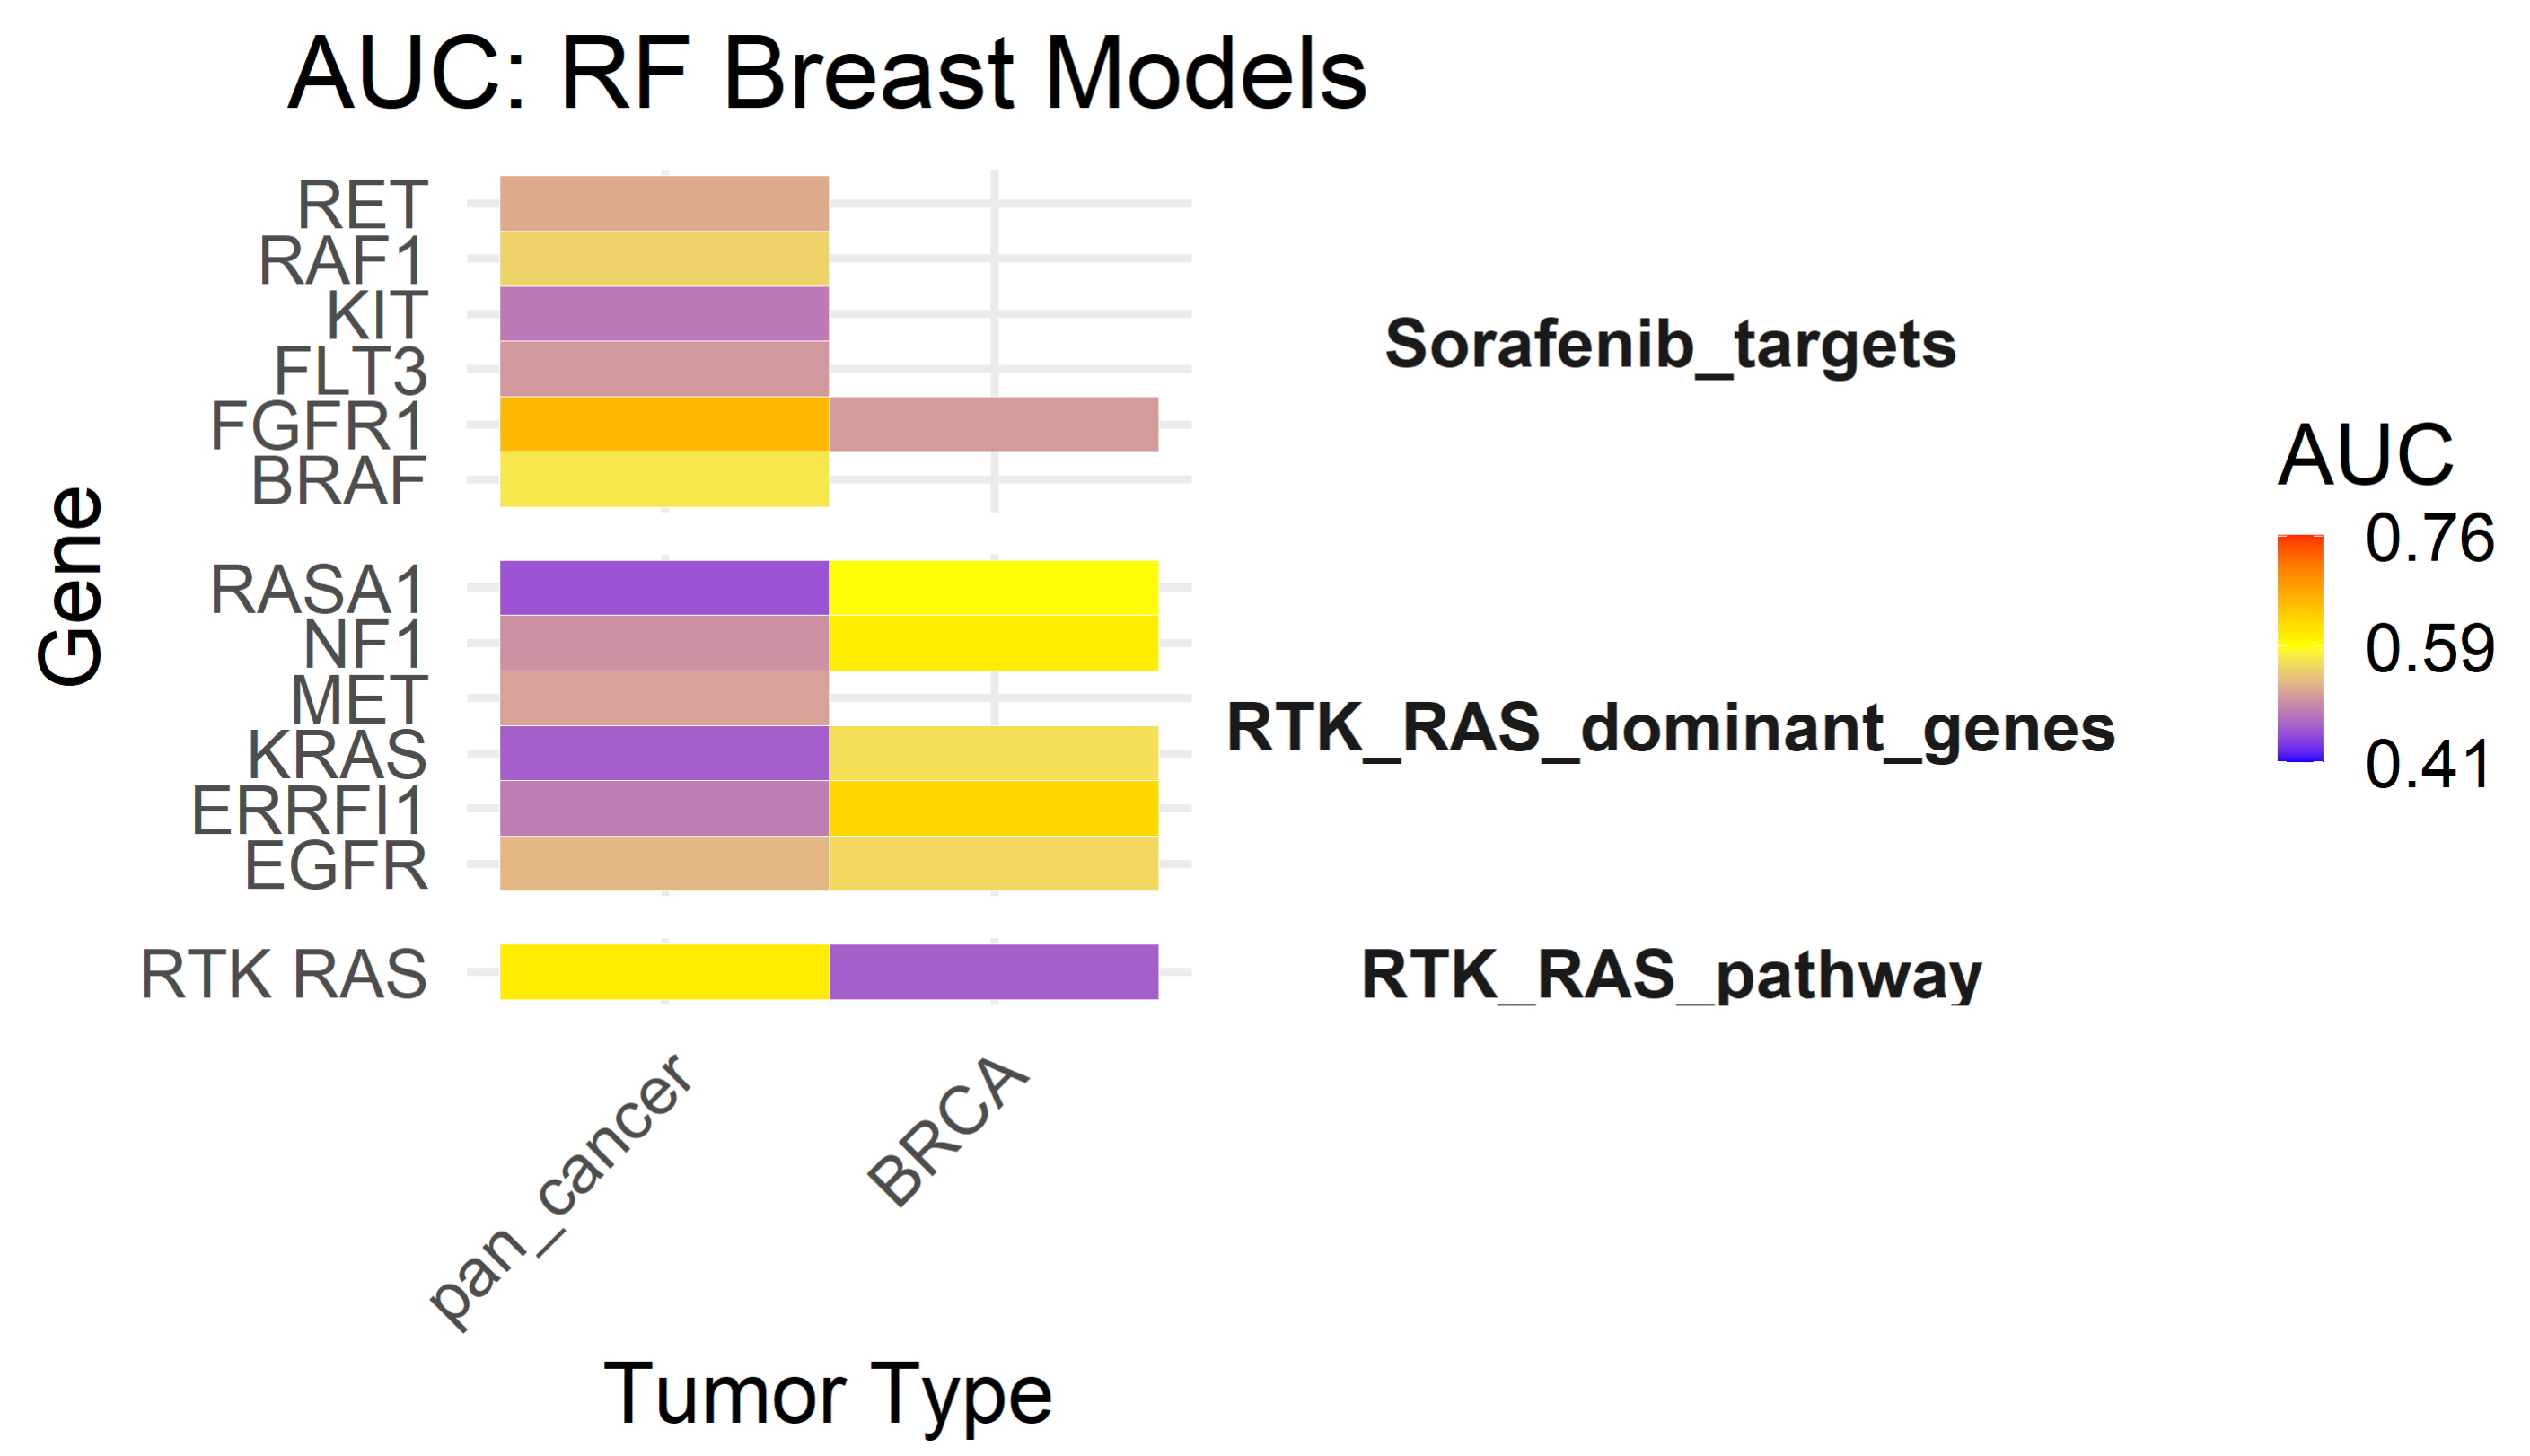 AUC: RF Breast Models
Gene
RET
RAF1
KIT
FLT3
FGFR1
BRAF
Sorafenib_targets
RASA1
NF1
MET
KRAS
ERRFI1
EGFR
RTK_RAS_dominant_genes
RTK RAS
RTK_RAS_pathway
pan_cancer
BRCA
Tumor Type
AUC
0.76
0.59
0.41